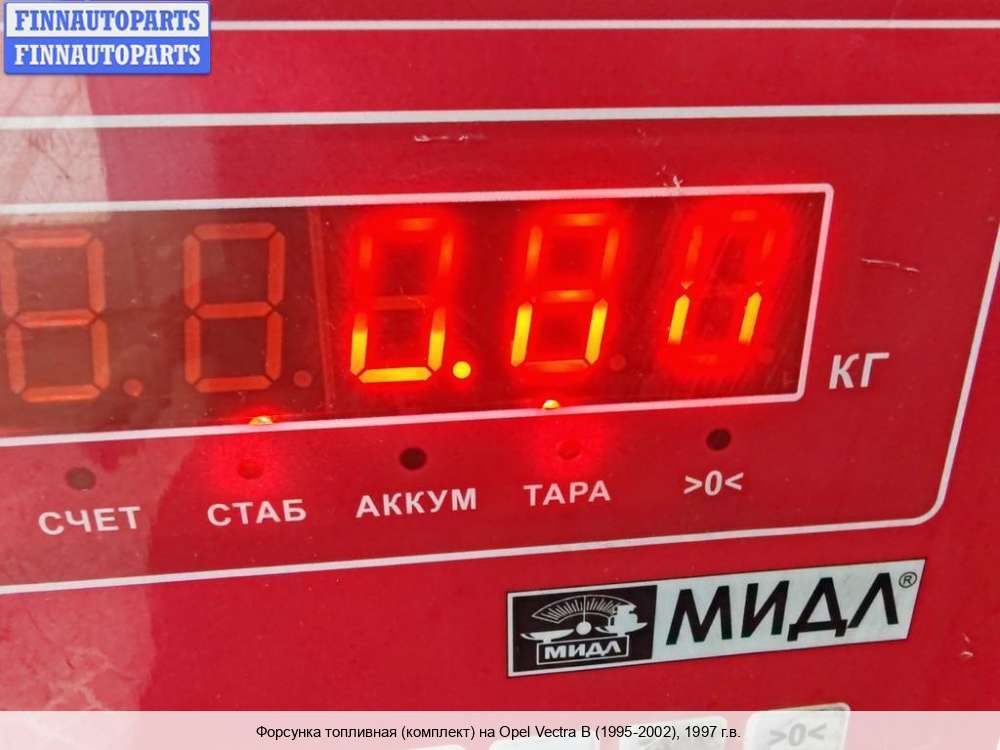 FINNAUTOPARTS
FINNAUTOPARTS
КГ
СЧЕТ СТАБ АККУМ ТАРА >0<
МИДЛ МИДЛ®
>0<
Форсунка топливная (комплект) на Opel Vectra B (1995-2002), 1997 г.в.